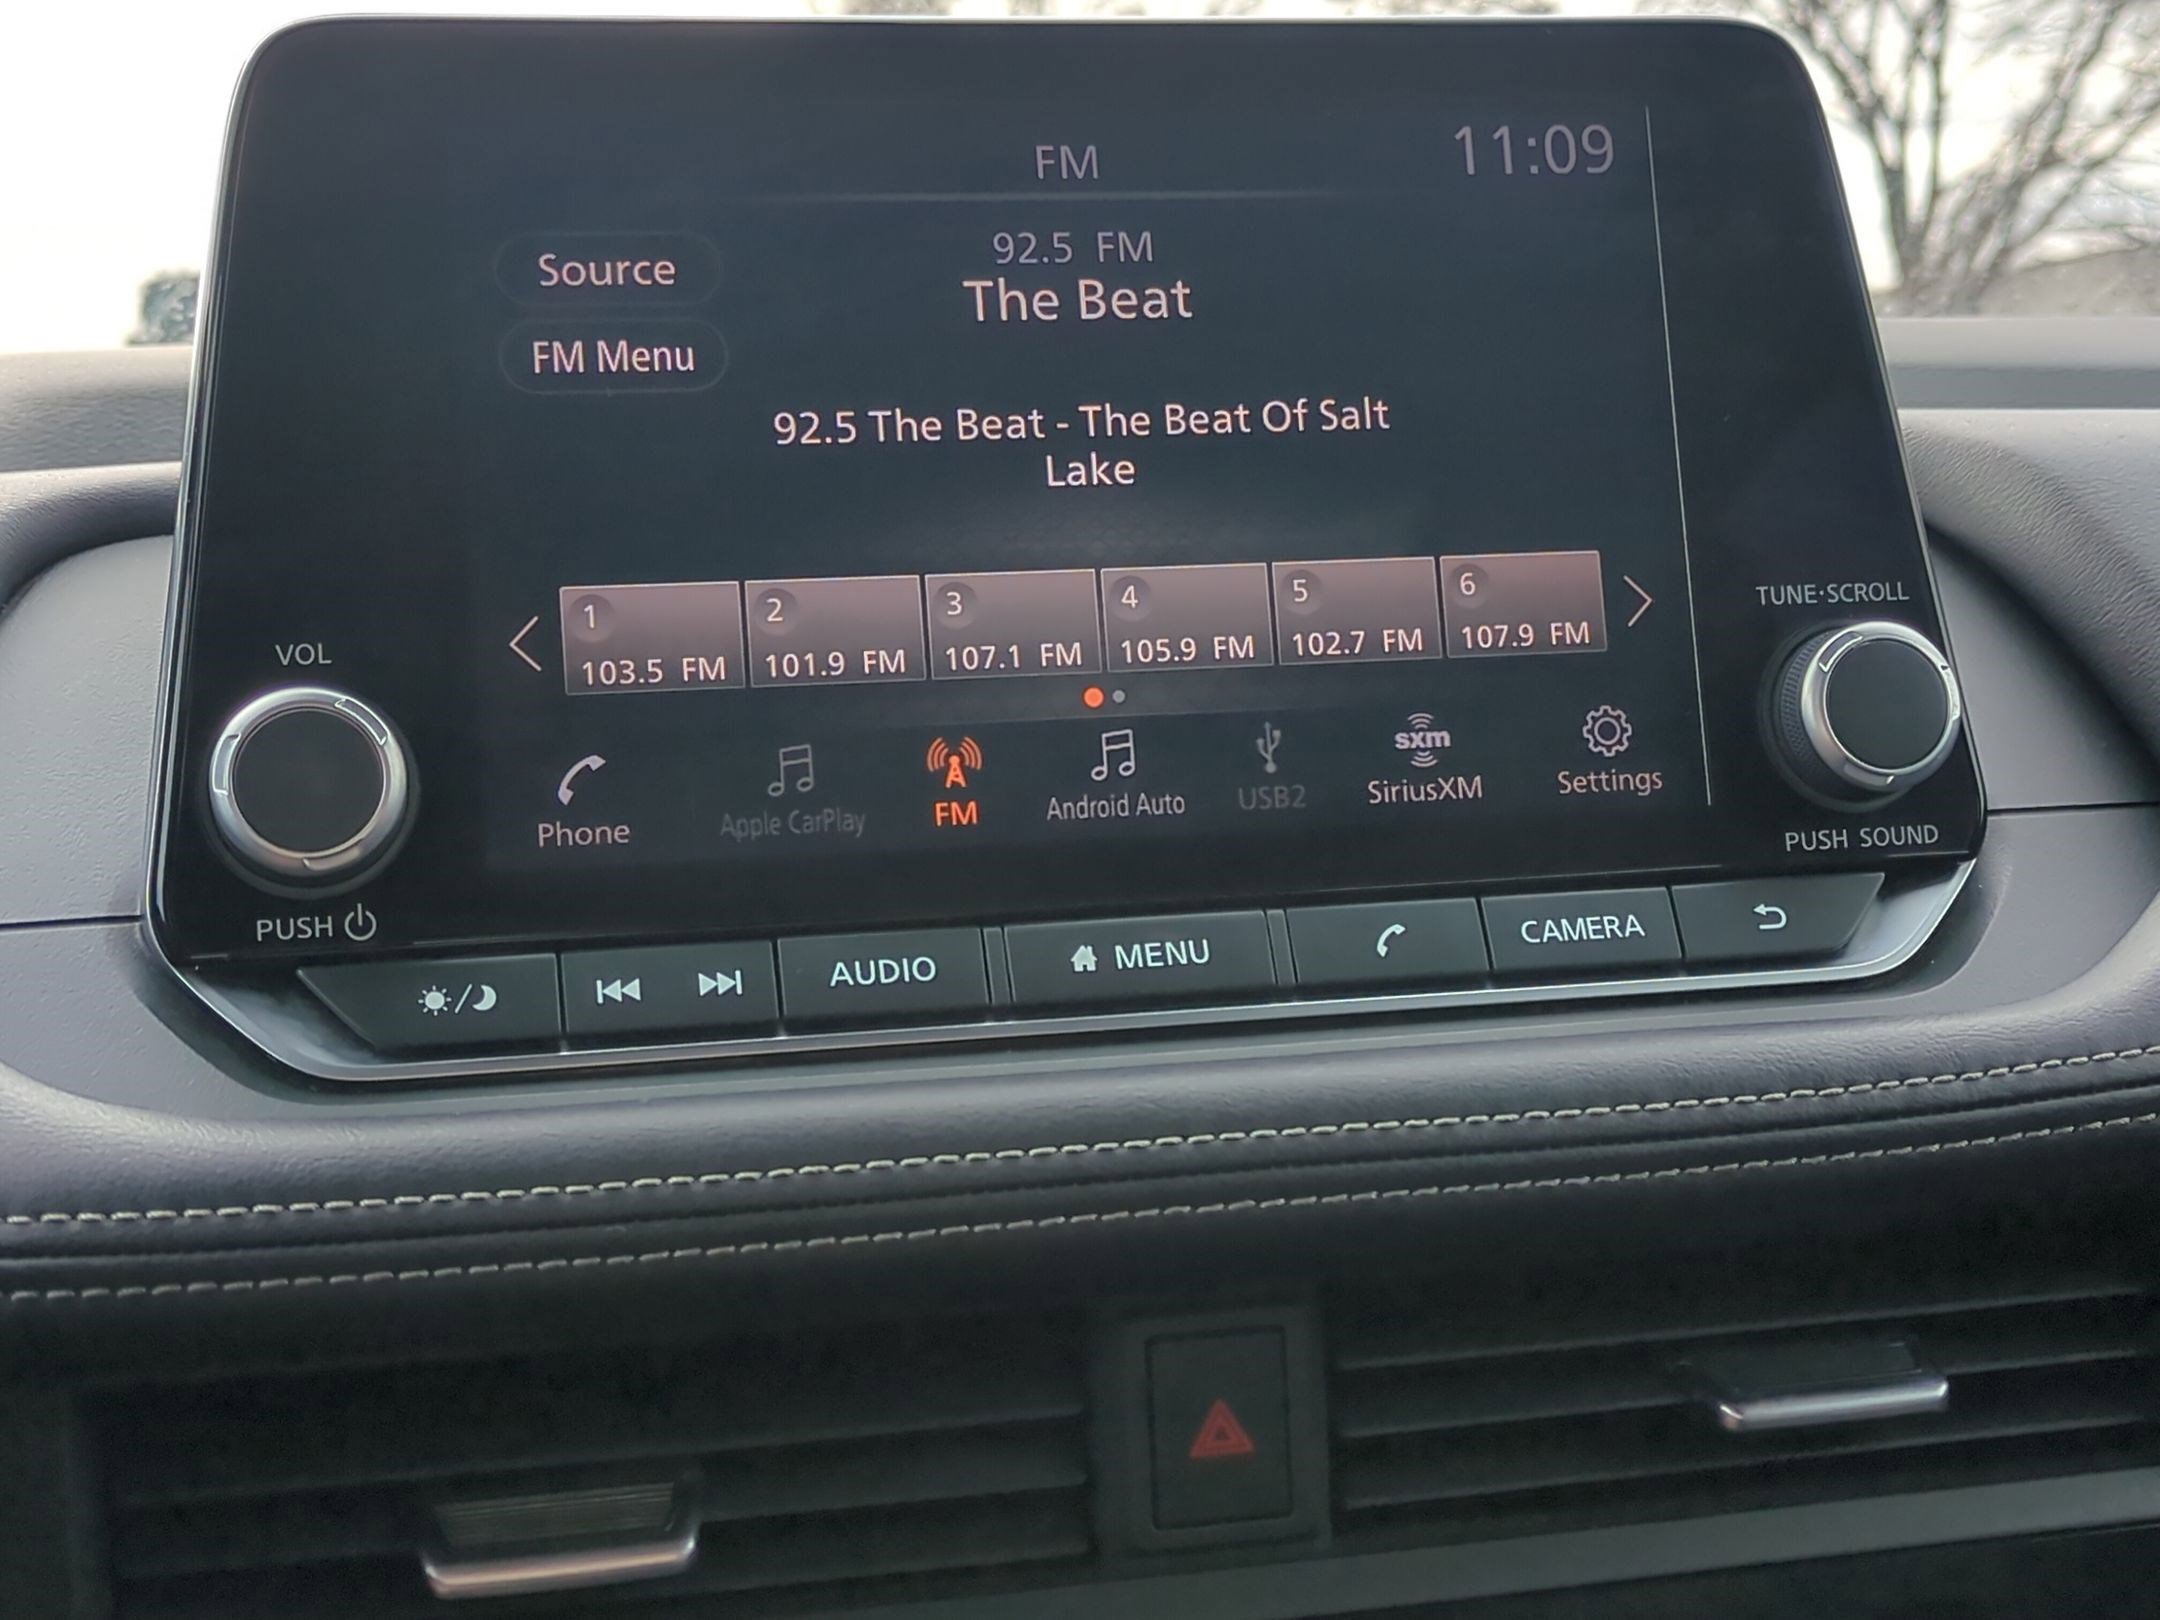 FM
11:09
Source
92.5 FM
The Beat
FM Menu
92.5 The Beat - The Beat Of Salt
Lake
1
103.5 FM
2
101.9 FM
3
107.1 FM
4
105.9 FM
5
102.7 FM
6
107.9 FM
VOL
TUNE·SCROLL
Phone
Apple CarPlay
FM
Android Auto
USB2
sxm
SiriusXM
Settings
PUSH
PUSH SOUND
AUDIO
MENU
CAMERA